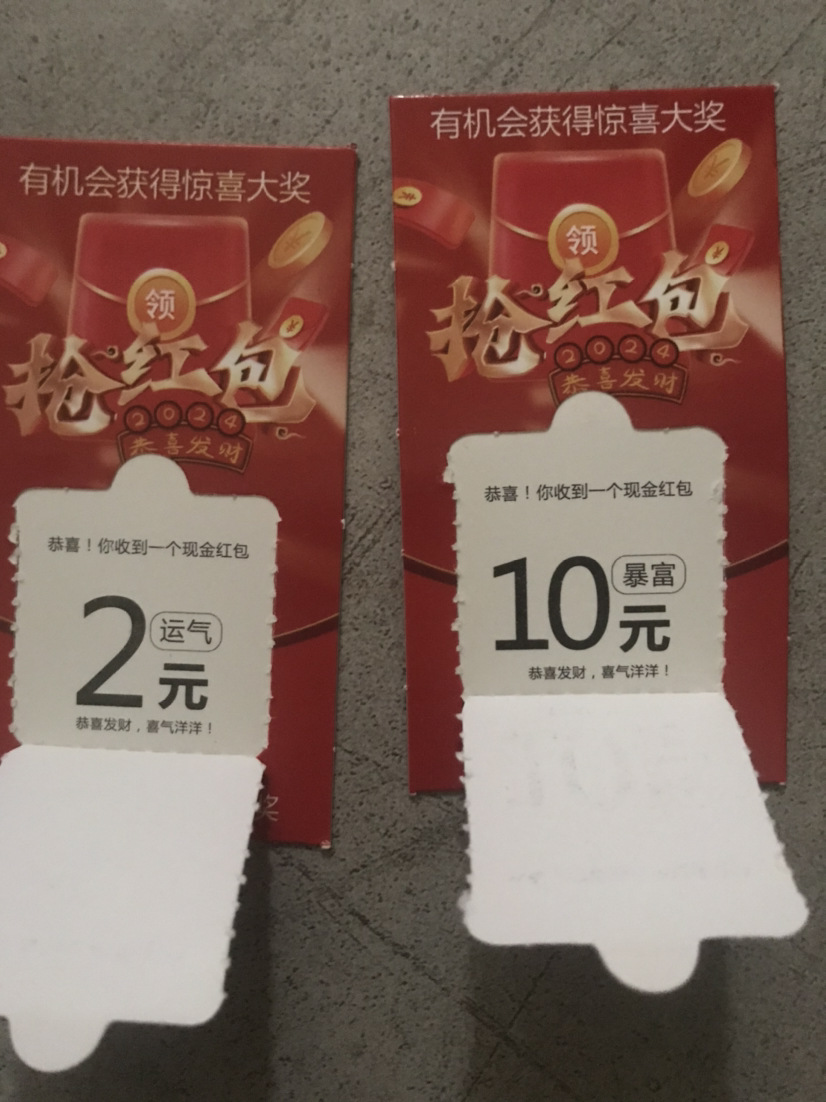 有机会获得惊喜大奖
领
抢红包
2024
恭喜发财
恭喜！你收到一个现金红包
2元
运气
恭喜发财，喜气洋洋！
奖
有机会获得惊喜大奖
领
抢红包
2024
恭喜发财
恭喜！你收到一个现金红包
10元
暴富
恭喜发财，喜气洋洋！